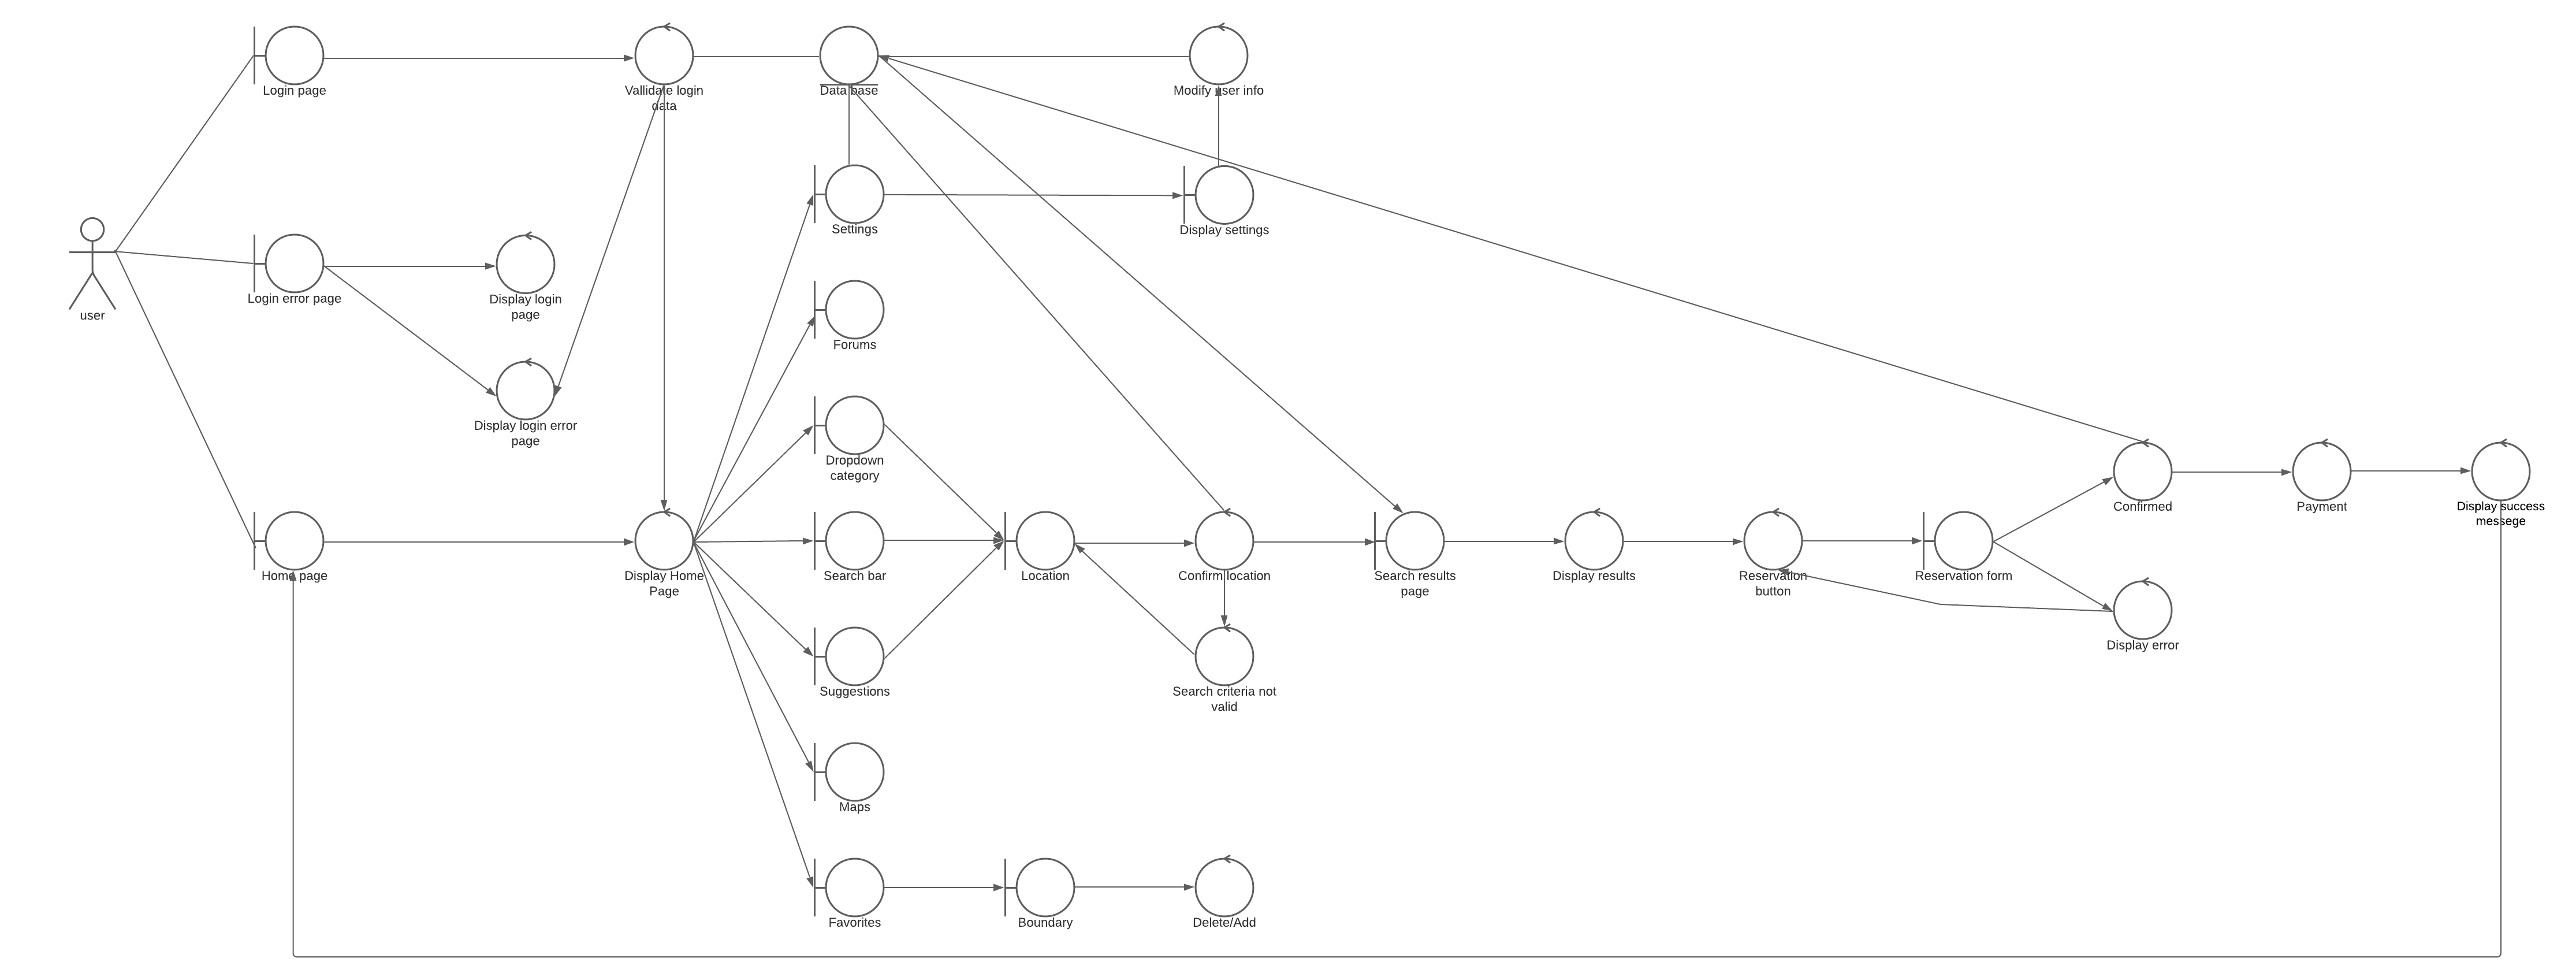 Login page
Vallidate login
data
Data base
Modify user info
Settings
Display settings
user
Login error page
Display login
page
Forums
Display login error
page
Dropdown
category
Confirmed
Payment
Display success
messege
Home page
Display Home
Page
Search bar
Location
Confirm location
Search results
page
Display results
Reservation
button
Reservation form
Display error
Suggestions
Search criteria not
valid
Maps
Favorites
Boundary
Delete/Add